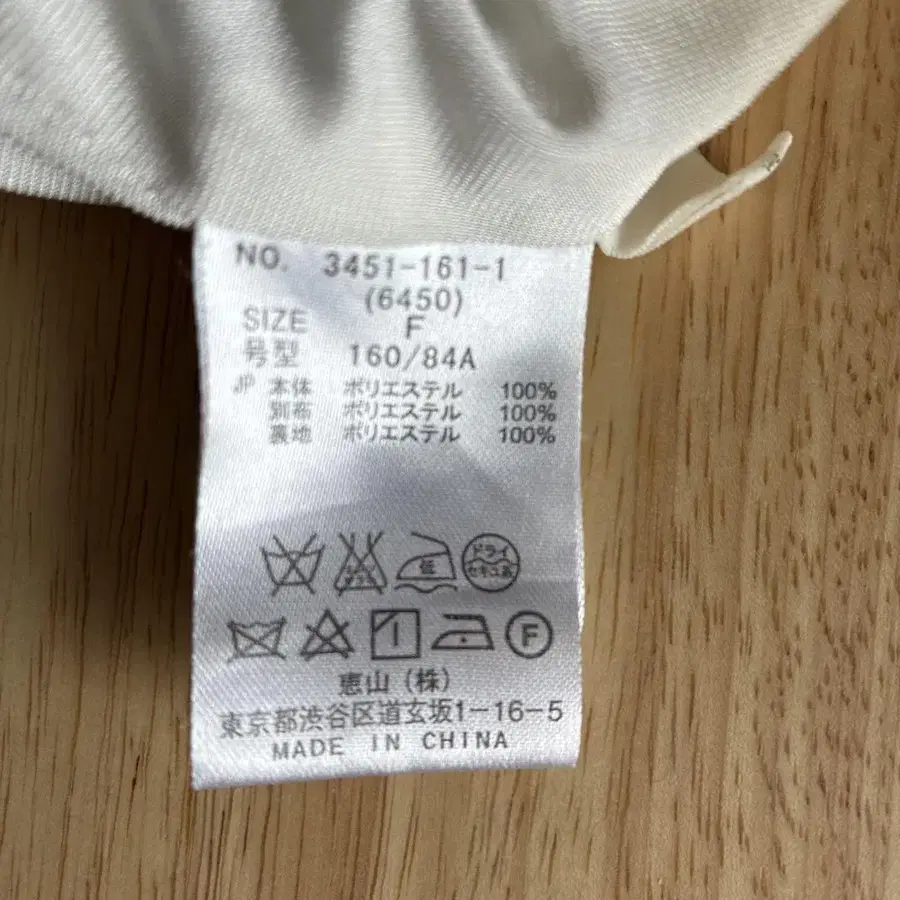 NO. 3451-161-1
(6450)
SIZE F
号型 160/84A
JP 本体 ポリエステル 100%
別布 ポリエステル 100%
裏地 ポリエステル 100%
低 ドライ セキユ系
F
恵山(株)
東京都渋谷区道玄坂1-16-5
MADE IN CHINA